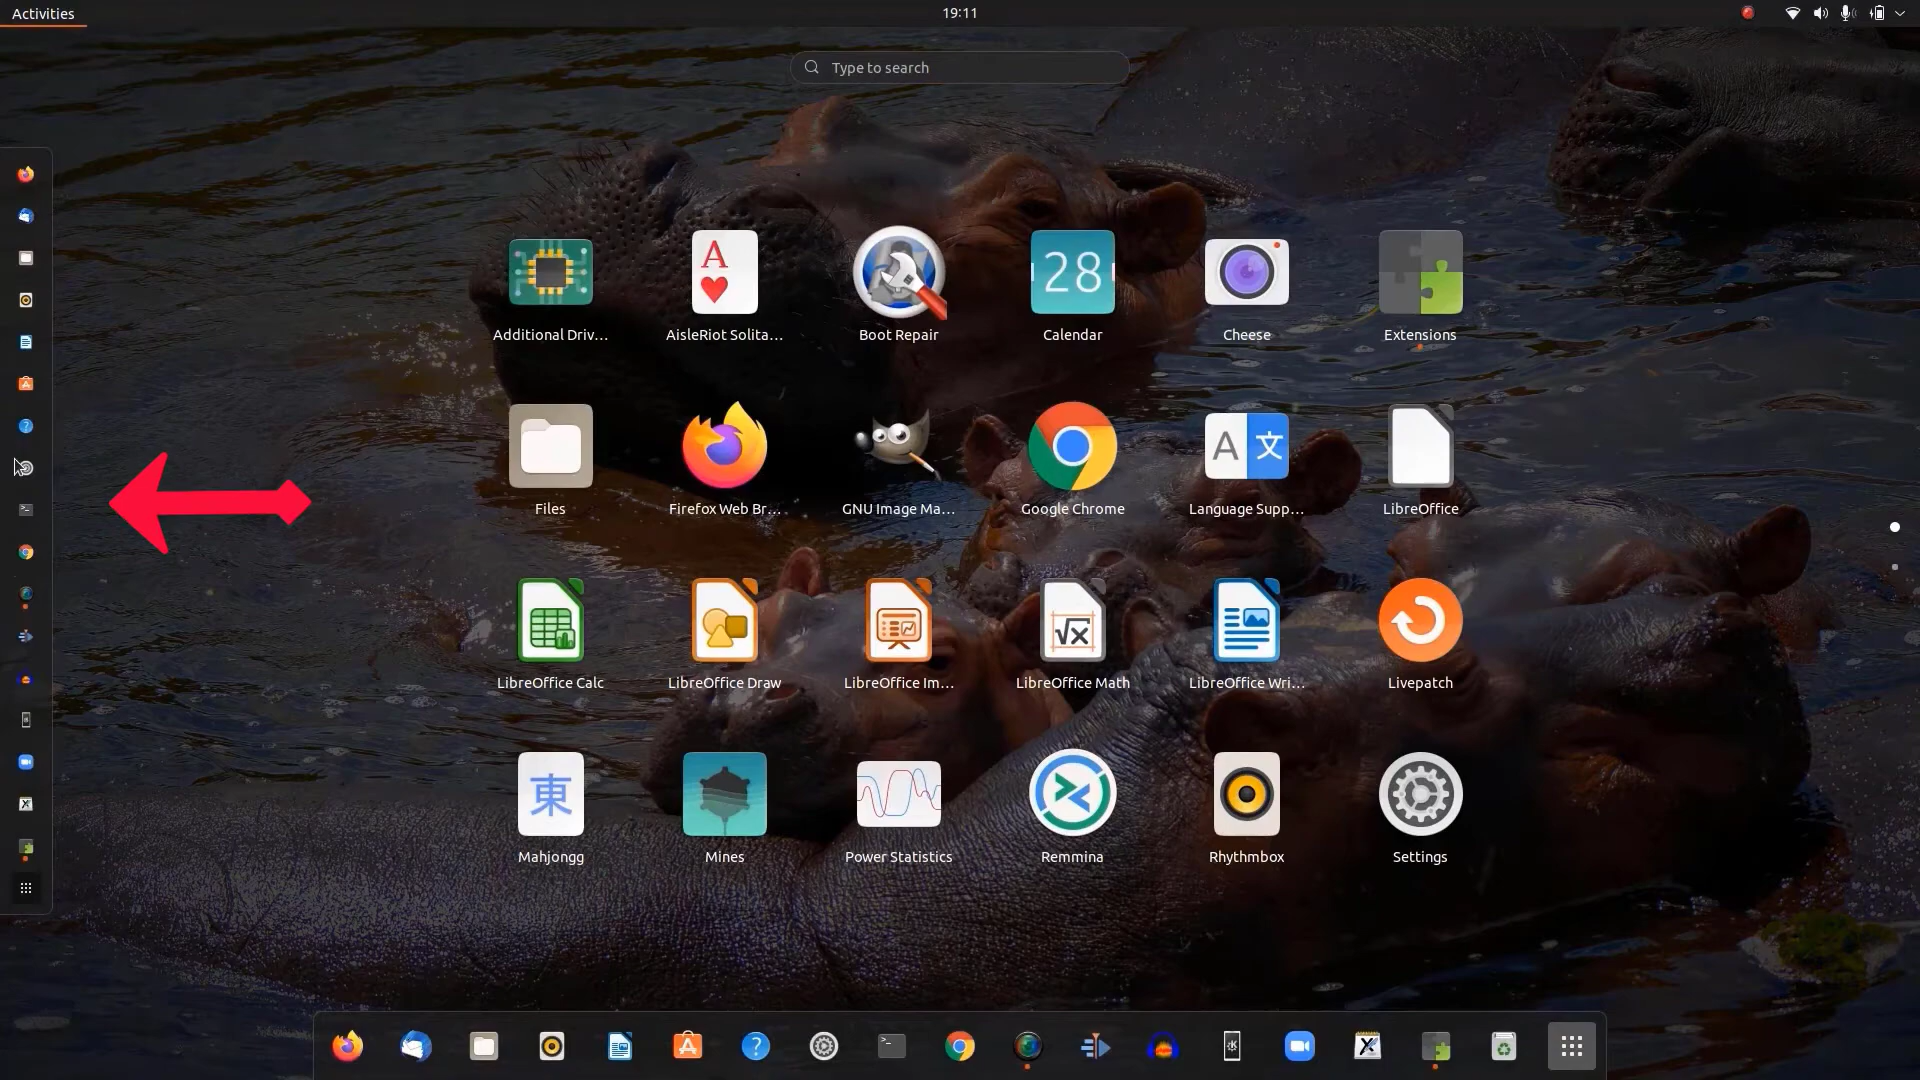 Activities
19:11
Type to search
A
28
Additional Driv...
AisleRiot Solita...
Boot Repair
Calendar
Cheese
Extensions
A 文
Files
Firefox Web Br...
GNU Image Ma...
Google Chrome
Language Supp...
LibreOffice
√x
LibreOffice Calc
LibreOffice Draw
LibreOffice Im...
LibreOffice Math
LibreOffice Wri...
Livepatch
東
Mahjongg
Mines
Power Statistics
Remmina
Rhythmbox
Settings